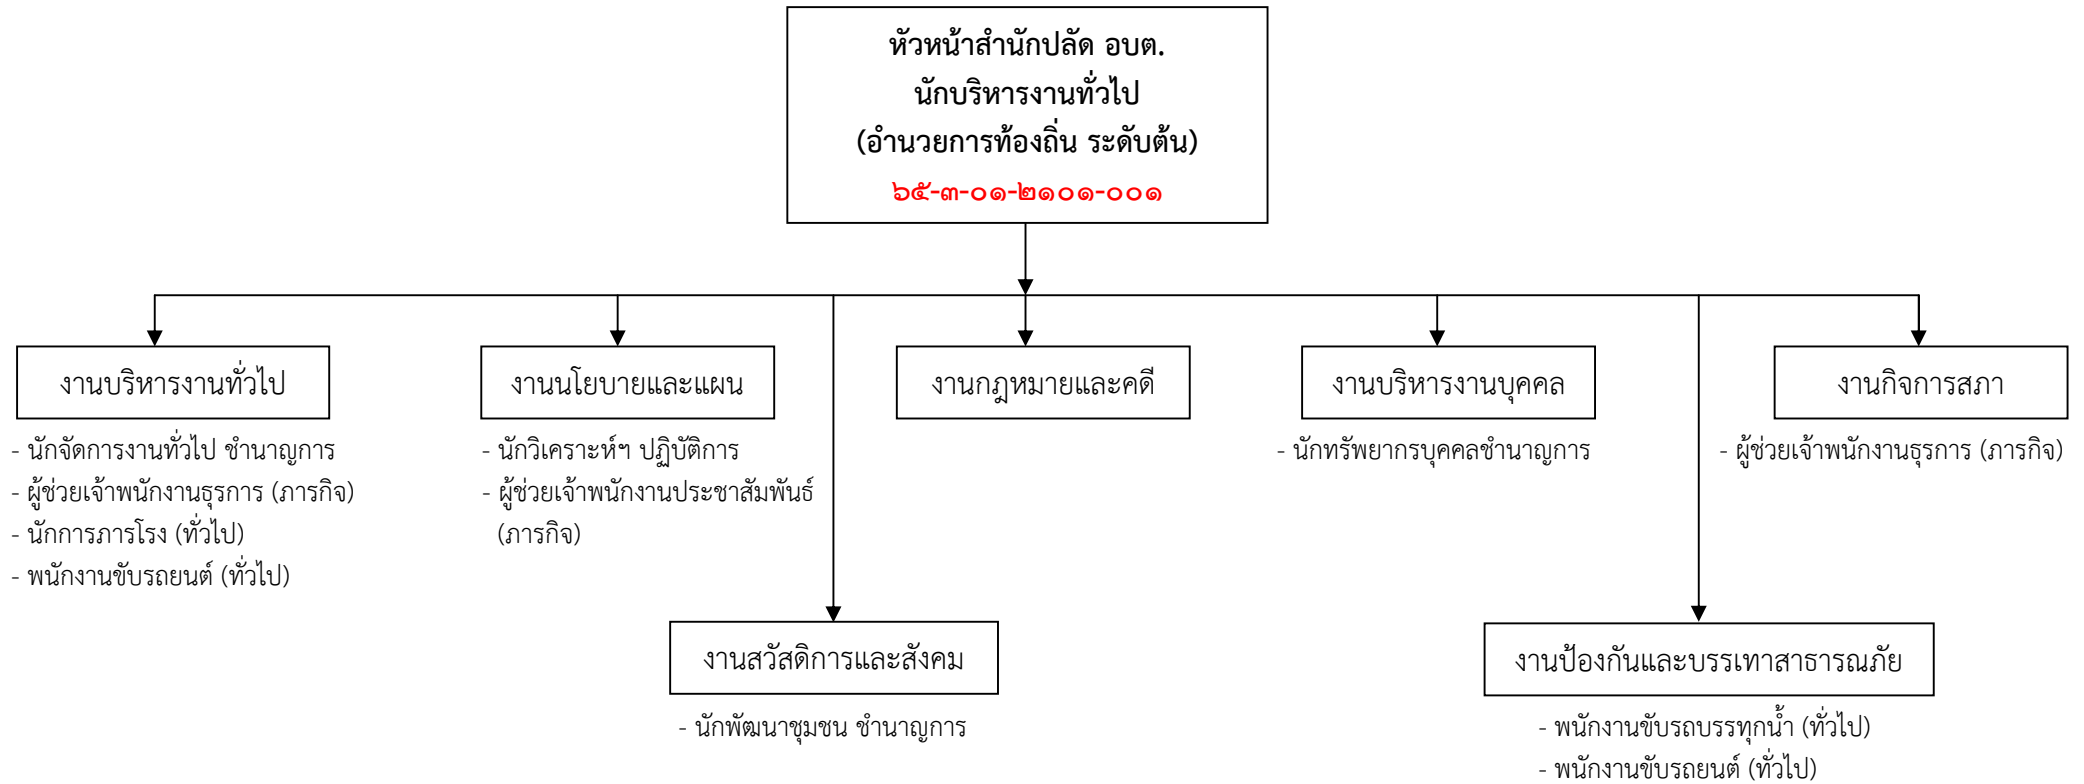 หัวหน้าสำนักปลัด อบต.
นักบริหารงานทั่วไป
(อำนวยการท้องถิ่น ระดับต้น)
๖๕-๓-๐๑-๒๑๐๑-๐๐๑
งานบริหารงานทั่วไป
- นักจัดการงานทั่วไป ชำนาญการ
- ผู้ช่วยเจ้าพนักงานธุรการ (ภารกิจ)
- นักการภารโรง (ทั่วไป)
- พนักงานขับรถยนต์ (ทั่วไป)
งานนโยบายและแผน
- นักวิเคราะห์ฯ ปฏิบัติการ
- ผู้ช่วยเจ้าพนักงานประชาสัมพันธ์
(ภารกิจ)
งานกฎหมายและคดี
งานบริหารงานบุคคล
- นักทรัพยากรบุคคลชำนาญการ
งานกิจการสภา
- ผู้ช่วยเจ้าพนักงานธุรการ (ภารกิจ)
งานสวัสดิการและสังคม
- นักพัฒนาชุมชน ชำนาญการ
งานป้องกันและบรรเทาสาธารณภัย
- พนักงานขับรถบรรทุกน้ำ (ทั่วไป)
- พนักงานขับรถยนต์ (ทั่วไป)